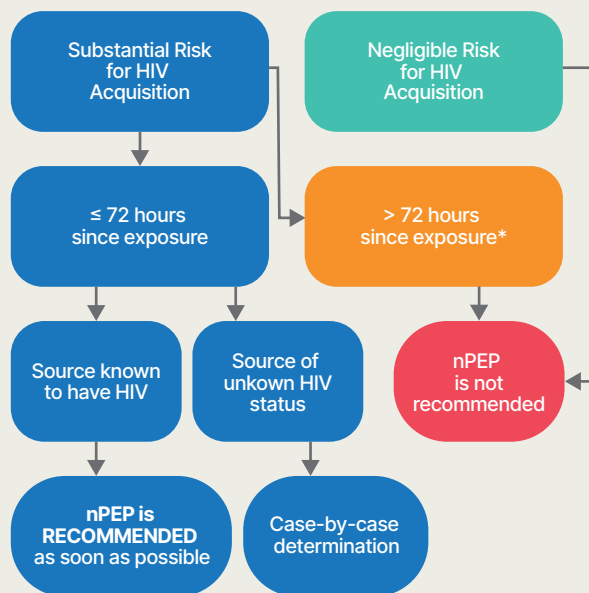 Substantial Risk
for HIV
Acquisition
Negligible Risk
for HIV
Acquisition
≤ 72 hours
since exposure
> 72 hours
since exposure*
Source known
to have HIV
Source of
unkown HIV
status
nPEP
is not
recommended
nPEP is
RECOMMENDED
as soon as possible
Case-by-case
determination